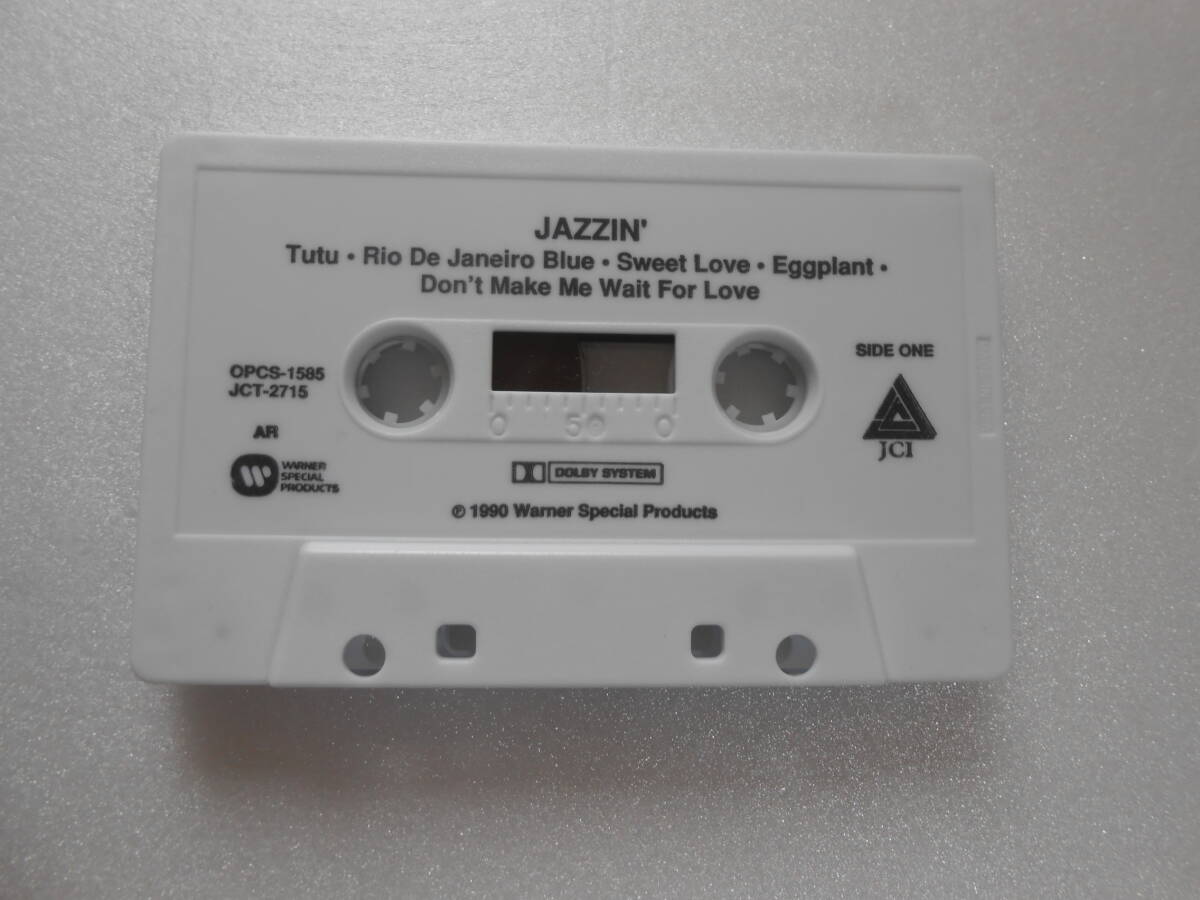 JAZZIN'
Tutu • Rio De Janeiro Blue • Sweet Love • Eggplant •
Don't Make Me Wait For Love
OPCS-1585
JCT-2715
SIDE ONE
AR
JCI
0 50 0
WARNER
SPECIAL
PRODUCTS
DOLBY SYSTEM
℗ 1990 Warner Special Products